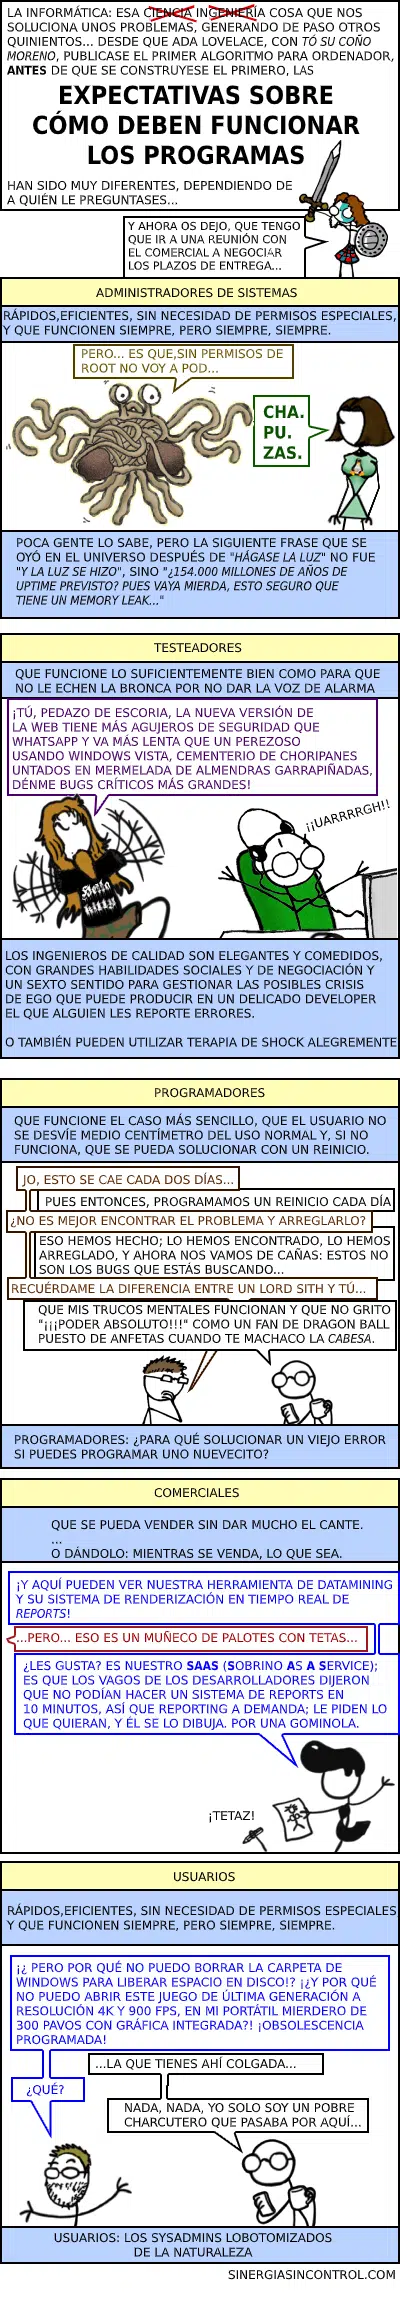 LA INFORMÁTICA: ESA CIENCIA INGENIERÍA COSA QUE NOS
SOLUCIONA UNOS PROBLEMAS, GENERANDO DE PASO OTROS
QUINIENTOS... DESDE QUE ADA LOVELACE, CON TÓ SU COÑO
MORENO, PUBLICASE EL PRIMER ALGORITMO PARA ORDENADOR,
ANTES DE QUE SE CONSTRUYESE EL PRIMERO, LAS
EXPECTATIVAS SOBRE
CÓMO DEBEN FUNCIONAR
LOS PROGRAMAS
HAN SIDO MUY DIFERENTES, DEPENDIENDO DE
A QUIÉN LE PREGUNTASES...
Y AHORA OS DEJO, QUE TENGO
QUE IR A UNA REUNIÓN CON
EL COMERCIAL A NEGOCIAR
LOS PLAZOS DE ENTREGA...
ADMINISTRADORES DE SISTEMAS
RÁPIDOS,EFICIENTES, SIN NECESIDAD DE PERMISOS ESPECIALES,
Y QUE FUNCIONEN SIEMPRE, PERO SIEMPRE, SIEMPRE.
PERO... ES QUE,SIN PERMISOS DE
ROOT NO VOY A POD...
CHA.
PU.
ZAS.
POCA GENTE LO SABE, PERO LA SIGUIENTE FRASE QUE SE
OYÓ EN EL UNIVERSO DESPUÉS DE "HÁGASE LA LUZ" NO FUE
"Y LA LUZ SE HIZO", SINO "¿154.000 MILLONES DE AÑOS DE
UPTIME PREVISTO? PUES VAYA MIERDA, ESTO SEGURO QUE
TIENE UN MEMORY LEAK..."
TESTEADORES
QUE FUNCIONE LO SUFICIENTEMENTE BIEN COMO PARA QUE
NO LE ECHEN LA BRONCA POR NO DAR LA VOZ DE ALARMA
¡TÚ, PEDAZO DE ESCORIA, LA NUEVA VERSIÓN DE
LA WEB TIENE MÁS AGUJEROS DE SEGURIDAD QUE
WHATSAPP Y VA MÁS LENTA QUE UN PEREZOSO
USANDO WINDOWS VISTA, CEMENTERIO DE CHORIPANES
UNTADOS EN MERMELADA DE ALMENDRAS GARRAPIÑADAS,
DÉNME BUGS CRÍTICOS MÁS GRANDES!
¡¡UARRRRGH!!
LOS INGENIEROS DE CALIDAD SON ELEGANTES Y COMEDIDOS,
CON GRANDES HABILIDADES SOCIALES Y DE NEGOCIACIÓN Y
UN SEXTO SENTIDO PARA GESTIONAR LAS POSIBLES CRISIS
DE EGO QUE PUEDE PRODUCIR EN UN DELICADO DEVELOPER
EL QUE ALGUIEN LES REPORTE ERRORES.
O TAMBIÉN PUEDEN UTILIZAR TERAPIA DE SHOCK ALEGREMENTE
PROGRAMADORES
QUE FUNCIONE EL CASO MÁS SENCILLO, QUE EL USUARIO NO
SE DESVÍE MEDIO CENTÍMETRO DEL USO NORMAL Y, SI NO
FUNCIONA, QUE SE PUEDA SOLUCIONAR CON UN REINICIO.
JO, ESTO SE CAE CADA DOS DÍAS...
PUES ENTONCES, PROGRAMAMOS UN REINICIO CADA DÍA
¿NO ES MEJOR ENCONTRAR EL PROBLEMA Y ARREGLARLO?
ESO HEMOS HECHO; LO HEMOS ENCONTRADO, LO HEMOS
ARREGLADO, Y AHORA NOS VAMOS DE CAÑAS: ESTOS NO
SON LOS BUGS QUE ESTÁS BUSCANDO...
RECUÉRDAME LA DIFERENCIA ENTRE UN LORD SITH Y TÚ...
QUE MIS TRUCOS MENTALES FUNCIONAN Y QUE NO GRITO
"¡¡¡PODER ABSOLUTO!!!" COMO UN FAN DE DRAGON BALL
PUESTO DE ANFETAS CUANDO TE MACHACO LA CABESA.
PROGRAMADORES: ¿PARA QUÉ SOLUCIONAR UN VIEJO ERROR
SI PUEDES PROGRAMAR UNO NUEVECITO?
COMERCIALES
QUE SE PUEDA VENDER SIN DAR MUCHO EL CANTE.
...
O DÁNDOLO: MIENTRAS SE VENDA, LO QUE SEA.
¡Y AQUÍ PUEDEN VER NUESTRA HERRAMIENTA DE DATAMINING
Y SU SISTEMA DE RENDERIZACIÓN EN TIEMPO REAL DE
REPORTS!
...PERO... ESO ES UN MUÑECO DE PALOTES CON TETAS...
¿LES GUSTA? ES NUESTRO SAAS (SOBRINO AS A SERVICE);
ES QUE LOS VAGOS DE LOS DESARROLLADORES DIJERON
QUE NO PODÍAN HACER UN SISTEMA DE REPORTS EN
10 MINUTOS, ASÍ QUE REPORTING A DEMANDA; LE PIDEN LO
QUE QUIERAN, Y ÉL SE LO DIBUJA. POR UNA GOMINOLA.
¡TETAZ!
USUARIOS
RÁPIDOS,EFICIENTES, SIN NECESIDAD DE PERMISOS ESPECIALES
Y QUE FUNCIONEN SIEMPRE, PERO SIEMPRE, SIEMPRE.
¡¿ PERO POR QUÉ NO PUEDO BORRAR LA CARPETA DE
WINDOWS PARA LIBERAR ESPACIO EN DISCO!? ¡¿Y POR QUÉ
NO PUEDO ABRIR ESTE JUEGO DE ÚLTIMA GENERACIÓN A
RESOLUCIÓN 4K Y 900 FPS, EN MI PORTÁTIL MIERDERO DE
300 PAVOS CON GRÁFICA INTEGRADA?! ¡OBSOLESCENCIA
PROGRAMADA!
...LA QUE TIENES AHÍ COLGADA...
¿QUÉ?
NADA, NADA, YO SOLO SOY UN POBRE
CHARCUTERO QUE PASABA POR AQUÍ...
USUARIOS: LOS SYSADMINS LOBOTOMIZADOS
DE LA NATURALEZA
SINERGIASINCONTROL.COM